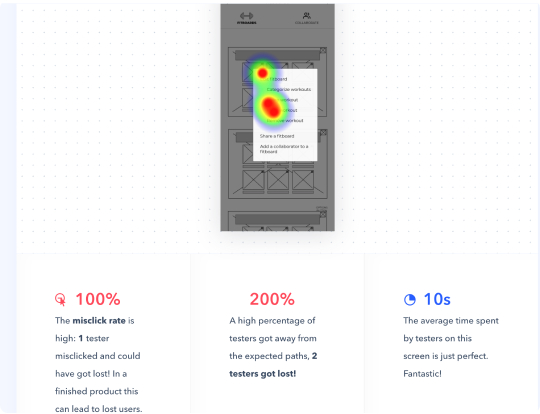 FITBOARDS
COLLABORATE
fitboard
Categorize workouts
workout
workout
Share a fitboard
Add a collaborator to a
fitboard
100%
200%
10s
The misclick rate is
high: 1 tester
misclicked and could
have got lost! In a
finished product this
can lead to lost users.
A high percentage of
testers got away from
the expected paths, 2
testers got lost!
The average time spent
by testers on this
screen is just perfect.
Fantastic!